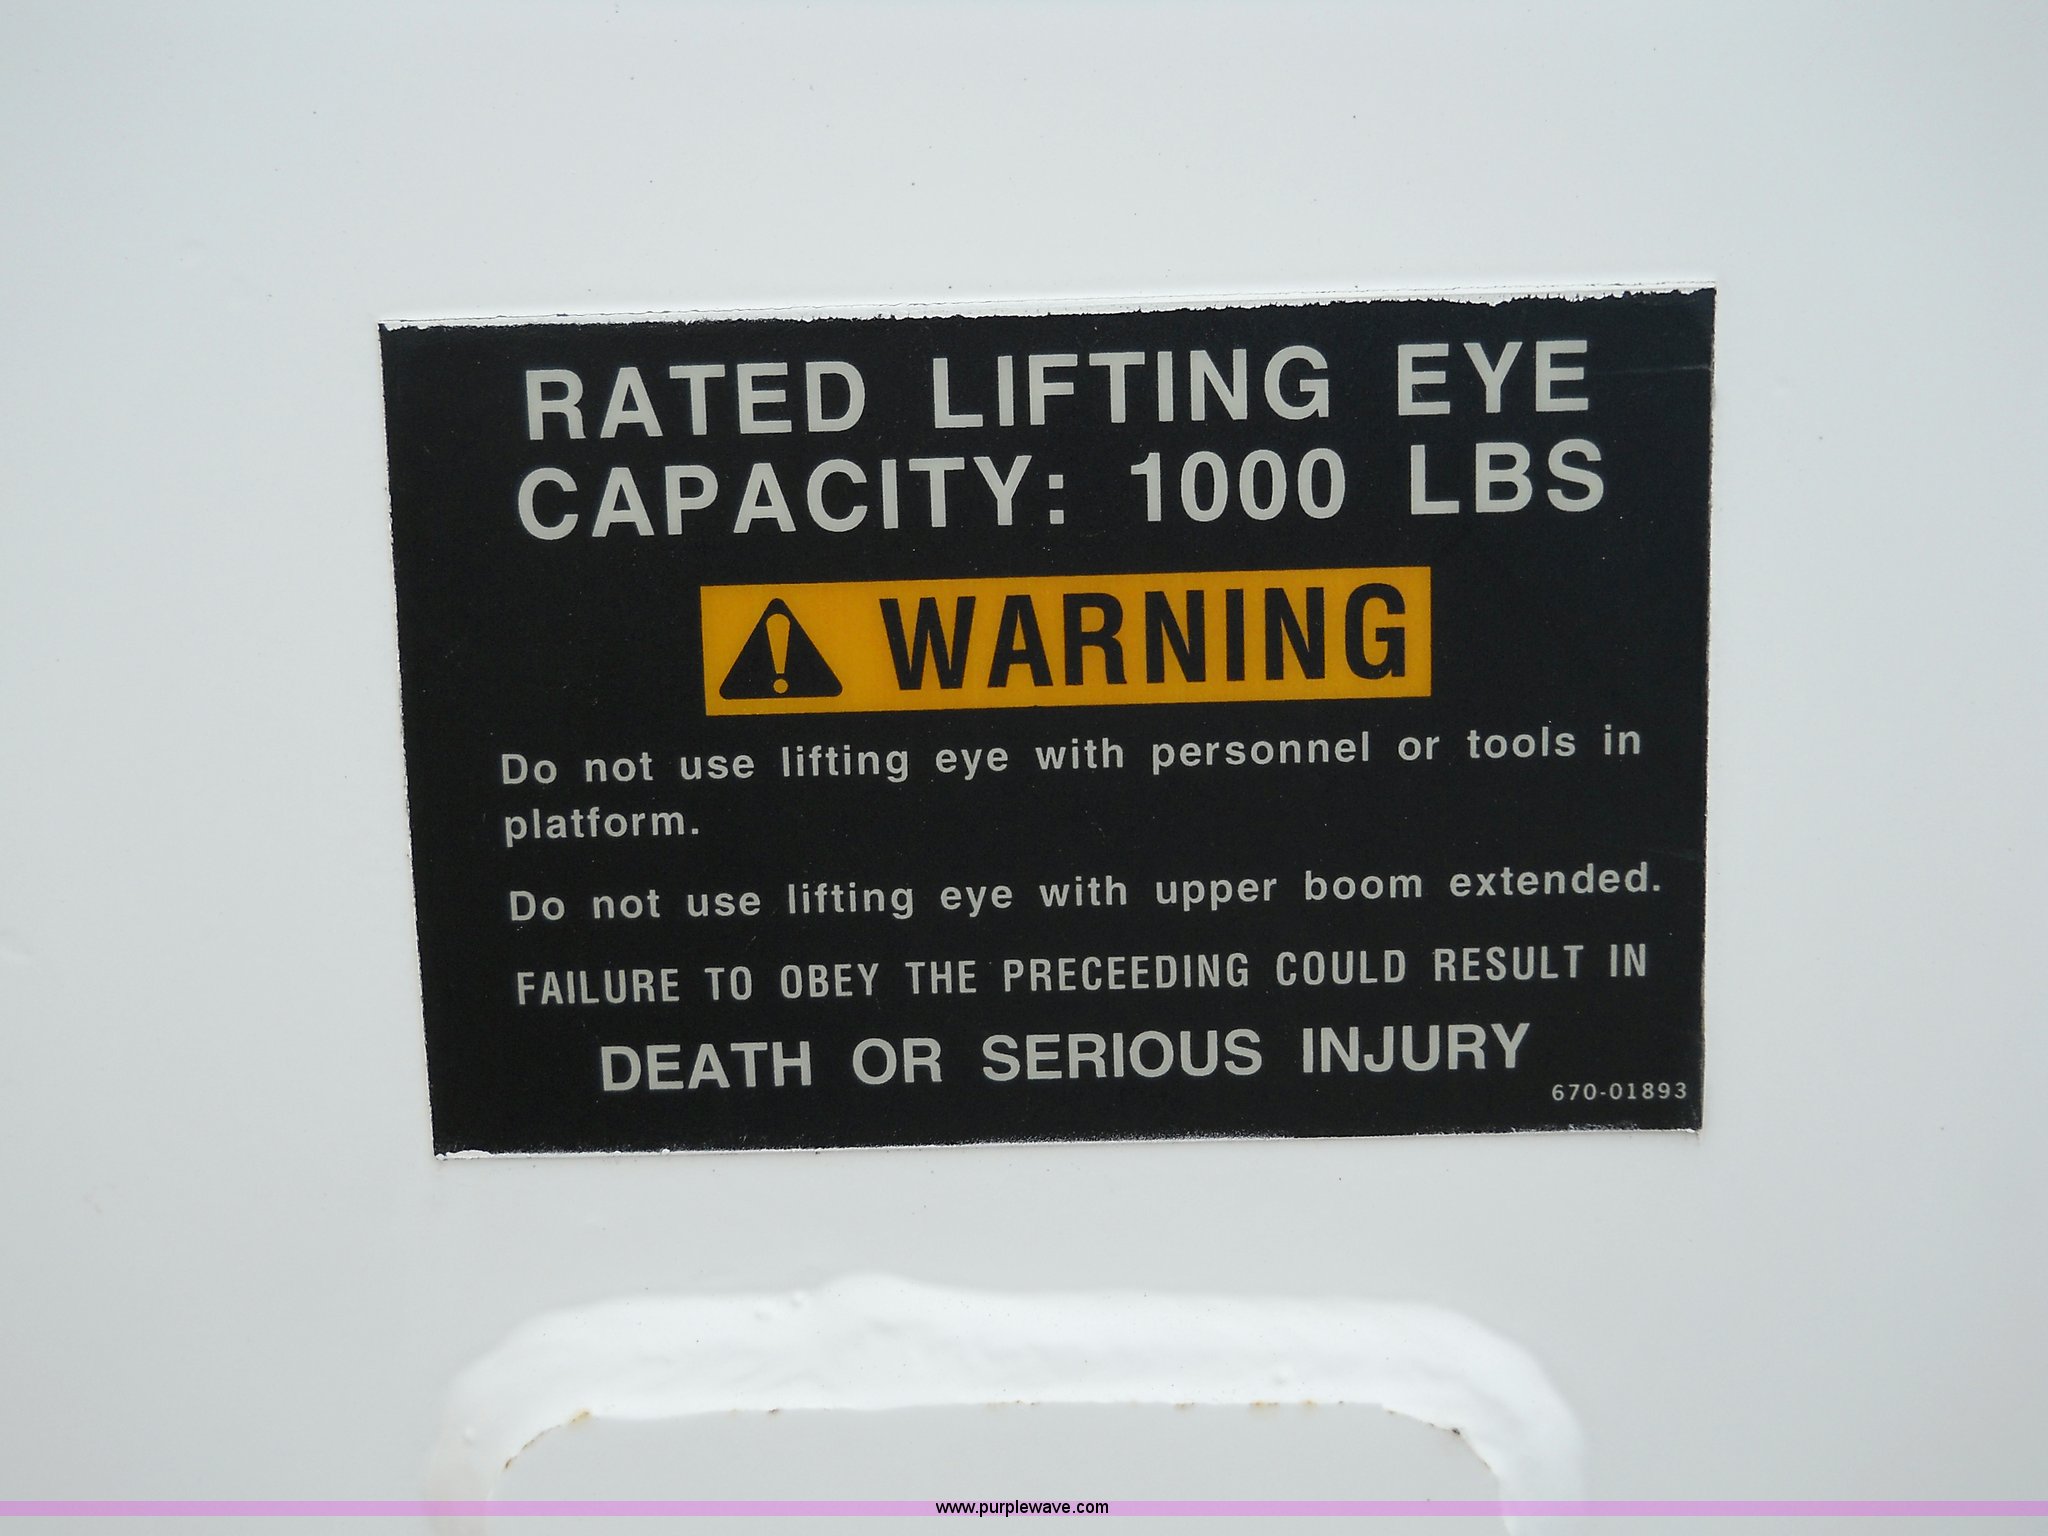 RATED LIFTING EYE
CAPACITY: 1000 LBS
WARNING
Do not use lifting eye with personnel or tools in
platform.
Do not use lifting eye with upper boom extended.
FAILURE TO OBEY THE PRECEEDING COULD RESULT IN
DEATH OR SERIOUS INJURY
670-01893
www.purplewave.com